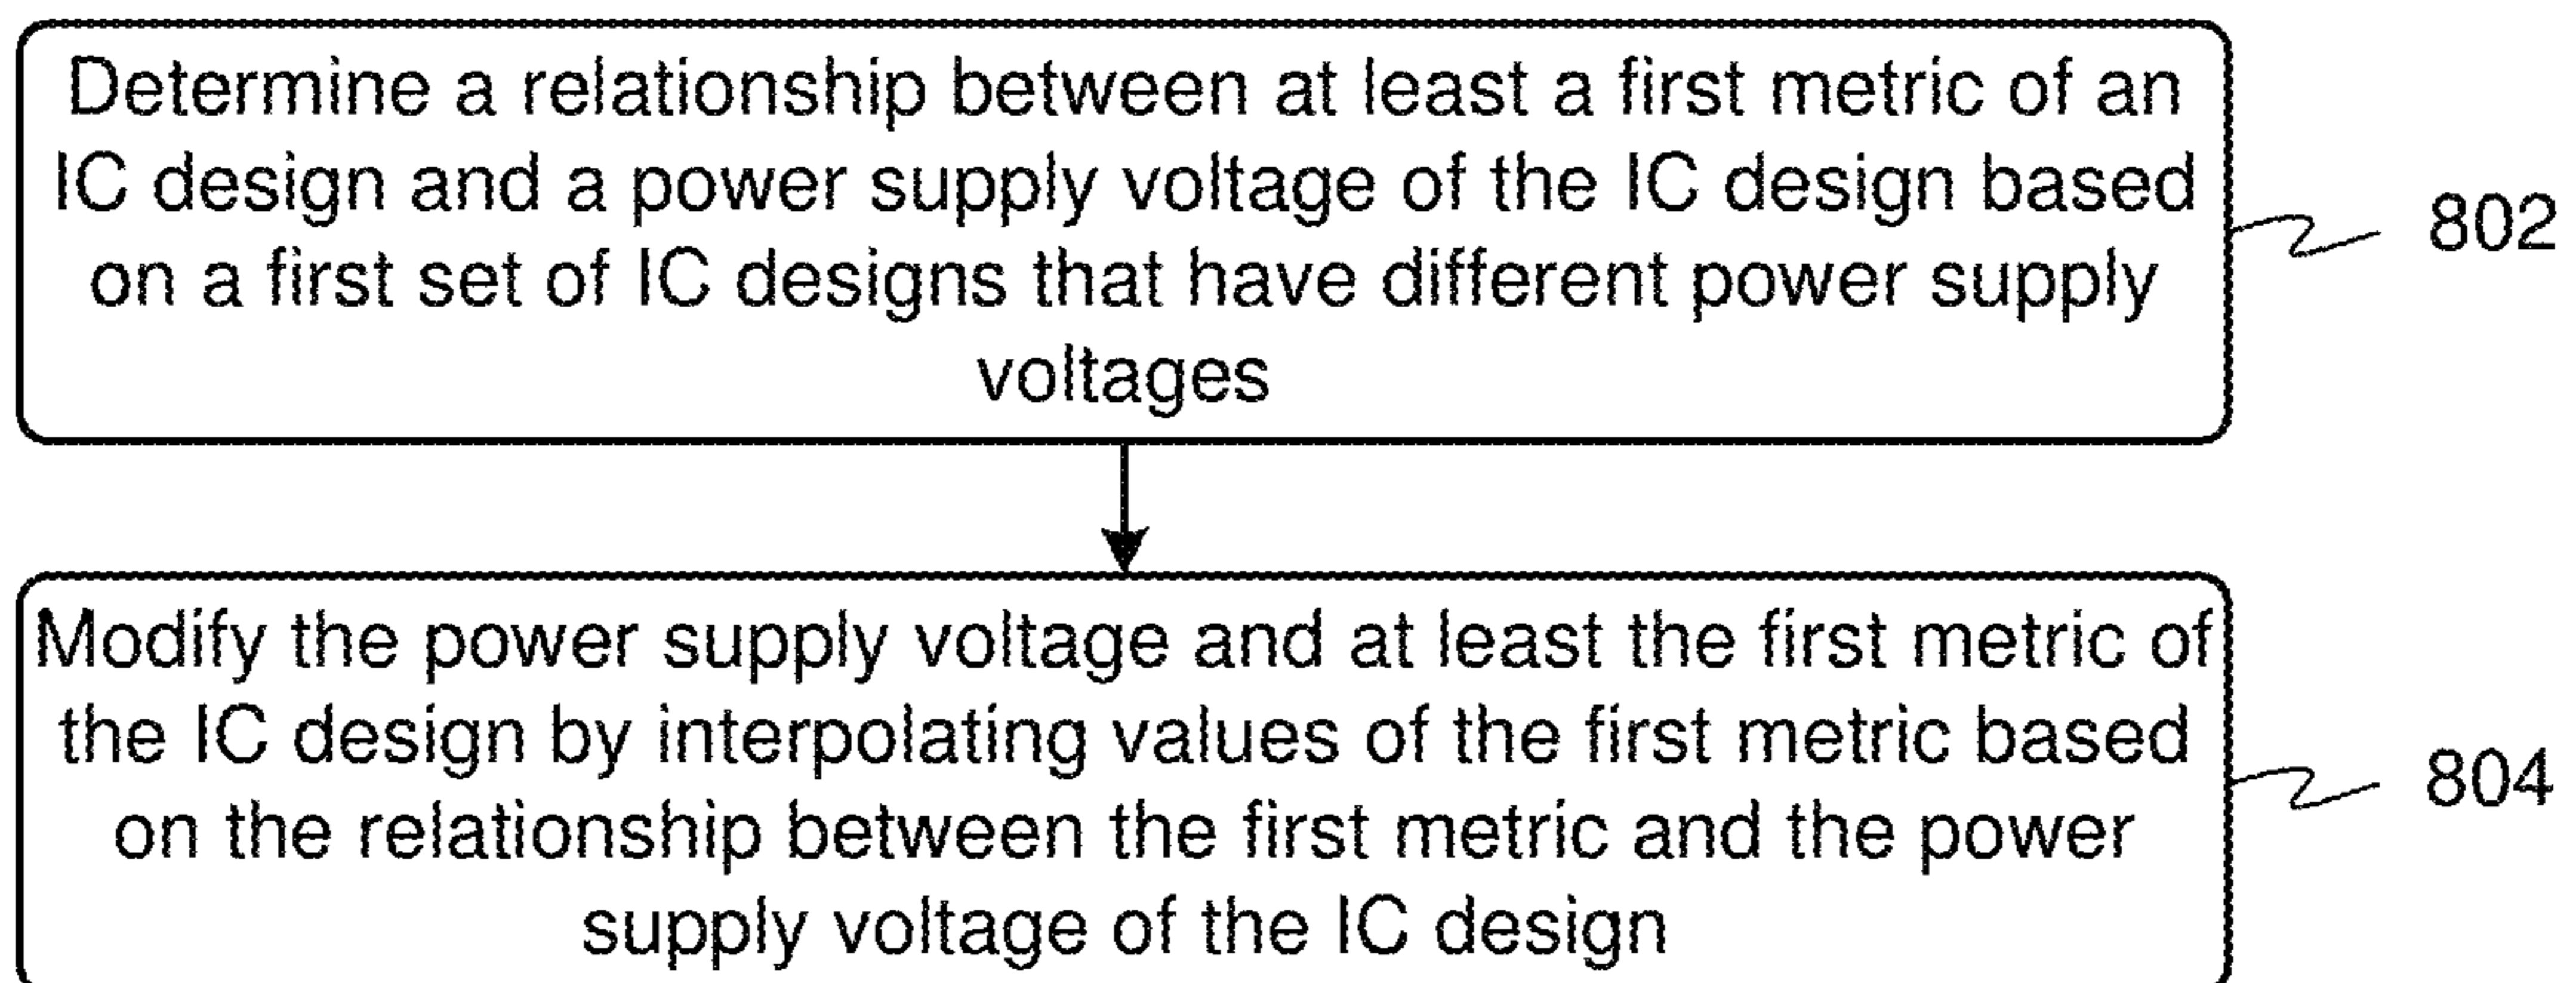 Determine a relationship between at least a first metric of an
IC design and a power supply voltage of the IC design based
on a first set of IC designs that have different power supply
voltages
802
Modify the power supply voltage and at least the first metric of
the IC design by interpolating values of the first metric based
on the relationship between the first metric and the power
supply voltage of the IC design
804